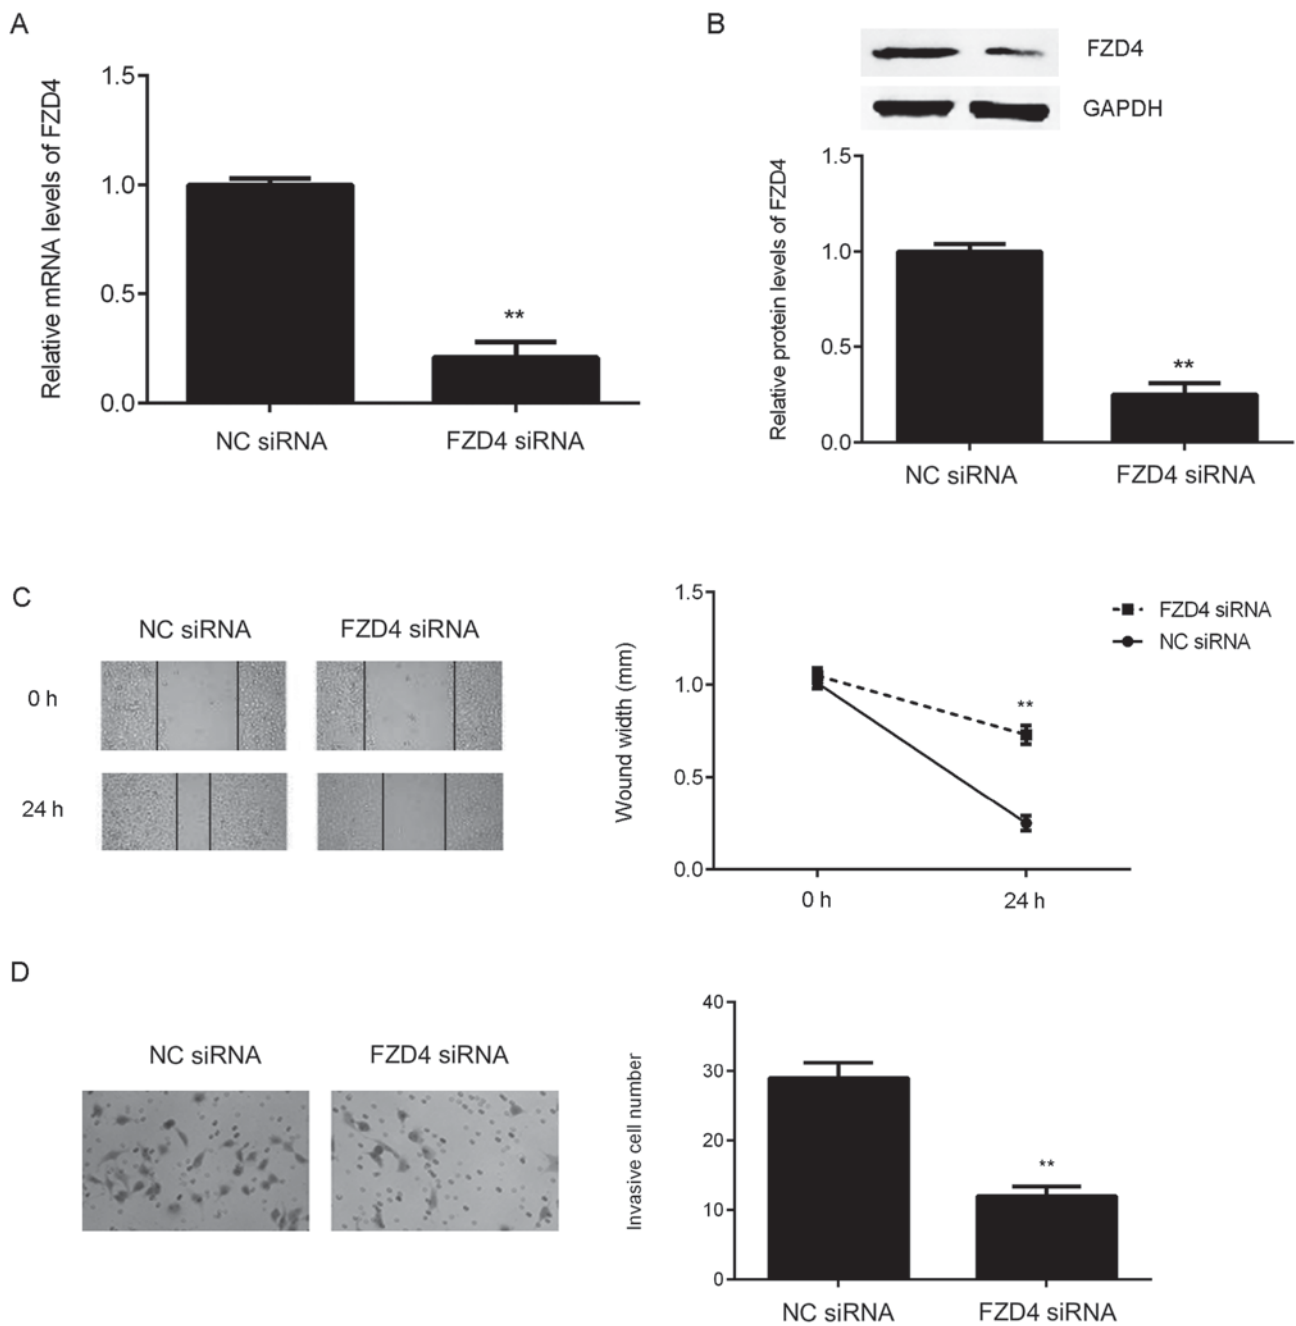 A
Relative mRNA levels of FZD4
1.5
1.0
0.5
0.0
**
NC siRNA
FZD4 siRNA
B
FZD4
GAPDH
Relative protein levels of FZD4
1.5
1.0
0.5
0.0
**
NC siRNA
FZD4 siRNA
C
NC siRNA
FZD4 siRNA
0 h
24 h
Wound width (mm)
1.5
1.0
0.5
0.0
**
0 h
24 h
FZD4 siRNA
NC siRNA
D
NC siRNA
FZD4 siRNA
Invasive cell number
40
30
20
10
0
**
NC siRNA
FZD4 siRNA